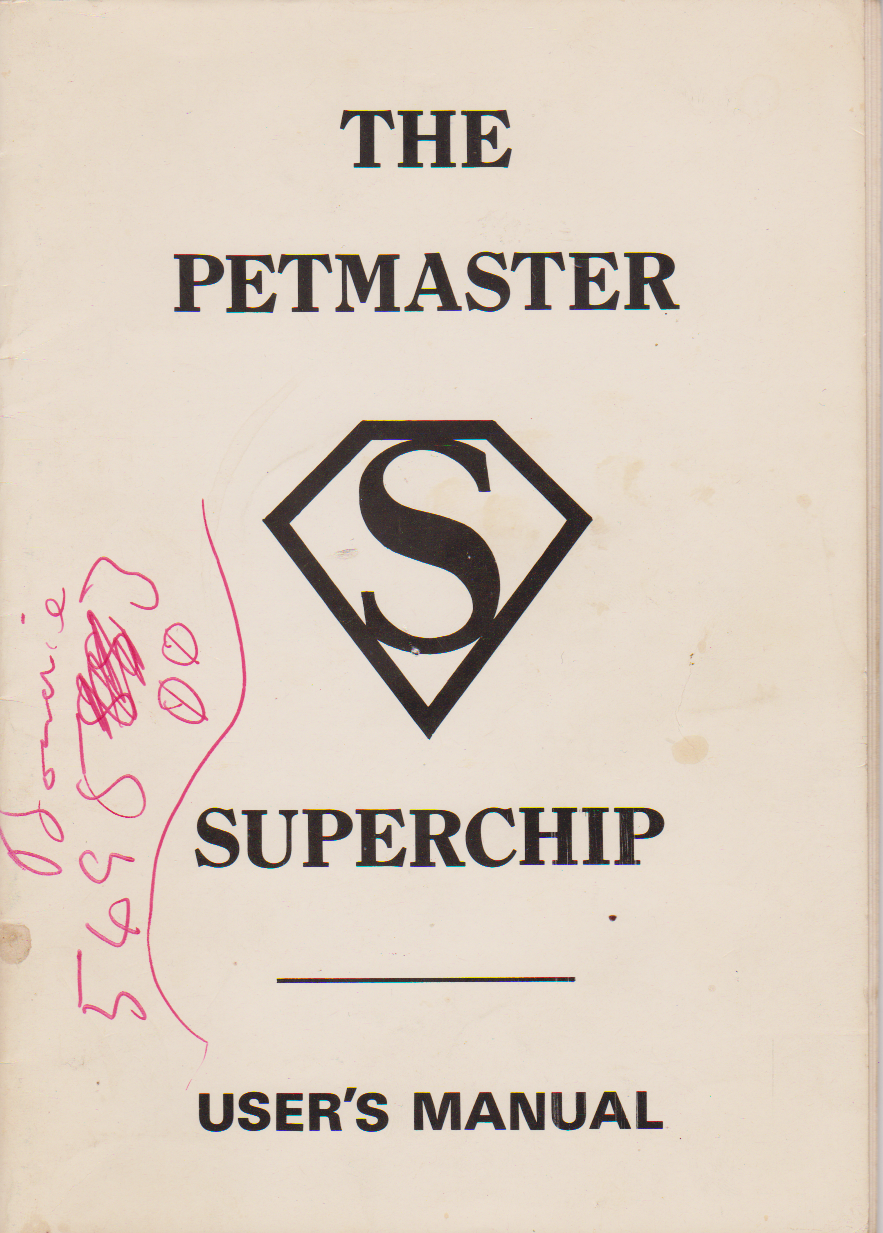 THE
PETMASTER
S
SUPERCHIP
USER'S MANUAL